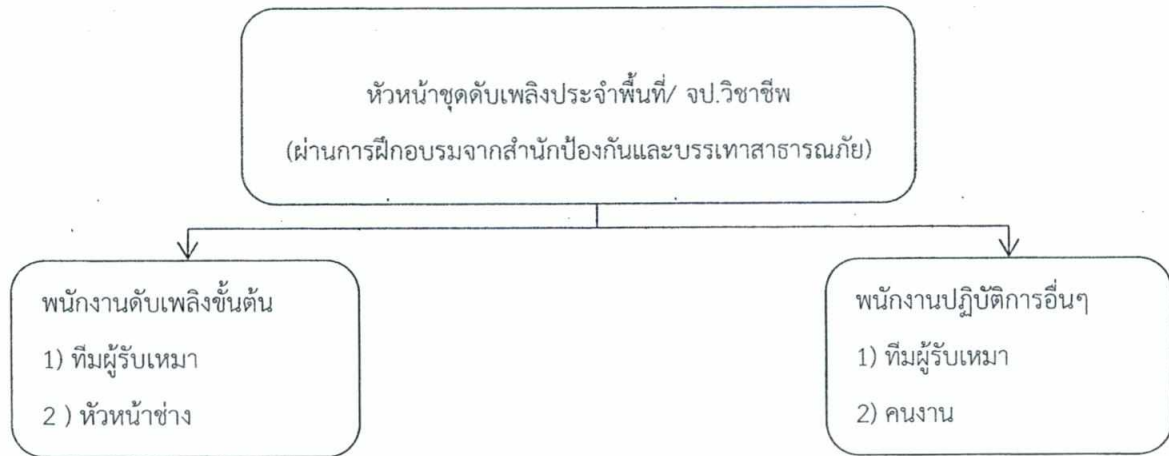 หัวหน้าชุดดับเพลิงประจำพื้นที่/ จป.วิชาชีพ
(ผ่านการฝึกอบรมจากสำนักป้องกันและบรรเทาสาธารณภัย)
พนักงานดับเพลิงขั้นต้น
1) ทีมผู้รับเหมา
2 ) หัวหน้าช่าง
พนักงานปฏิบัติการอื่นๆ
1) ทีมผู้รับเหมา
2) คนงาน